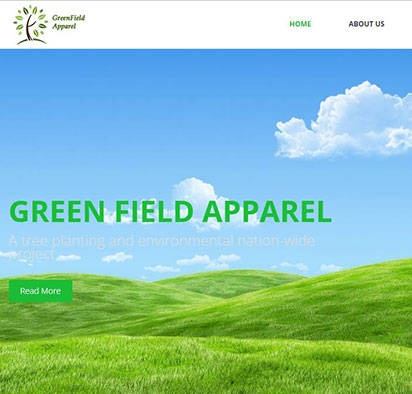 GreenField
Apparel
HOME
ABOUT US
GREEN FIELD APPAREL
A tree planting and environmental nation-wide
project
Read More